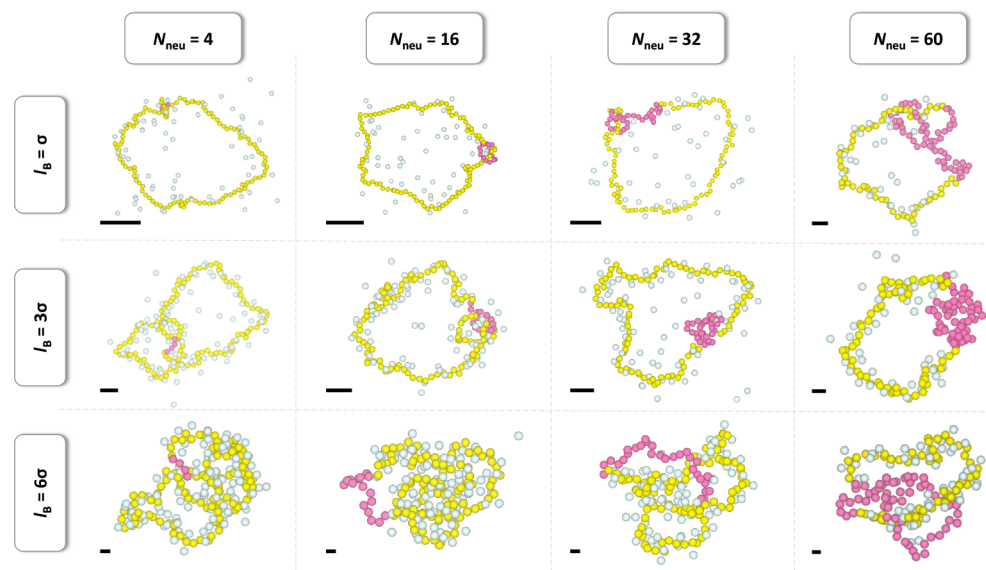 N_neu = 4
N_neu = 16
N_neu = 32
N_neu = 60
l_B = σ
l_B = 3σ
l_B = 6σ